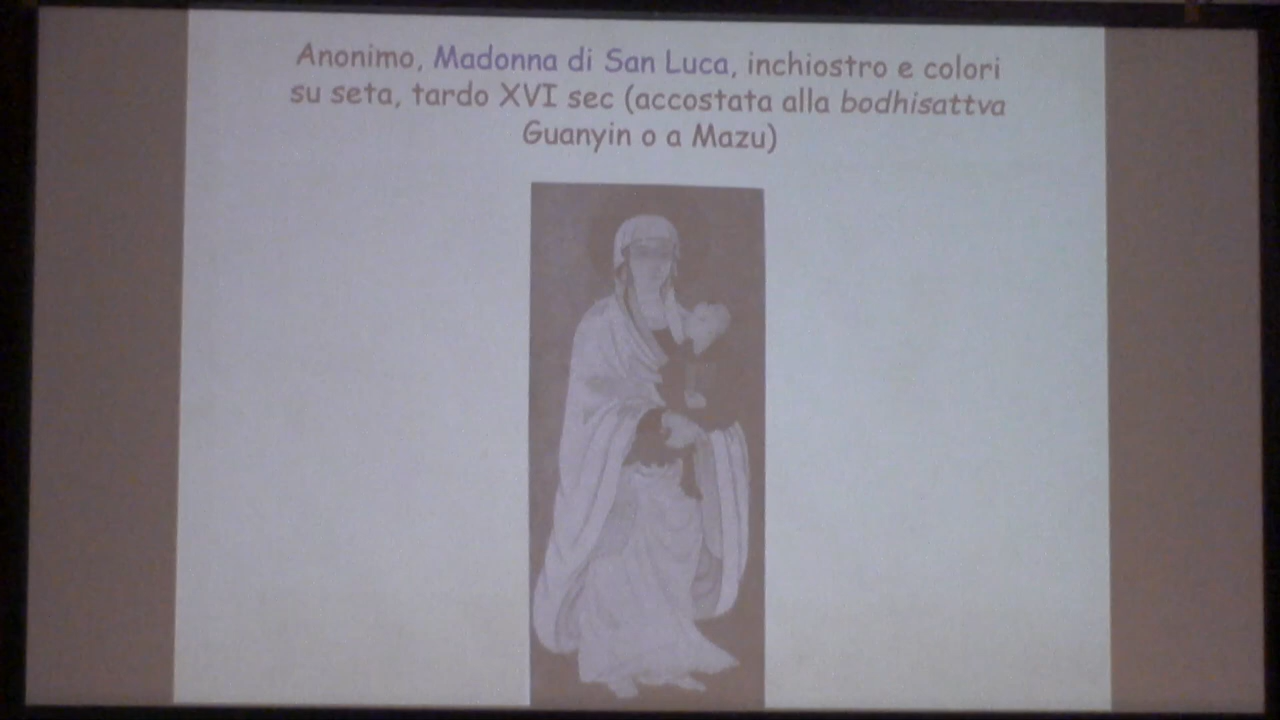 Anonimo, Madonna di San Luca, inchiostro e colori
su seta, tardo XVI sec (accostata alla bodhisattva
Guanyin o a Mazu)